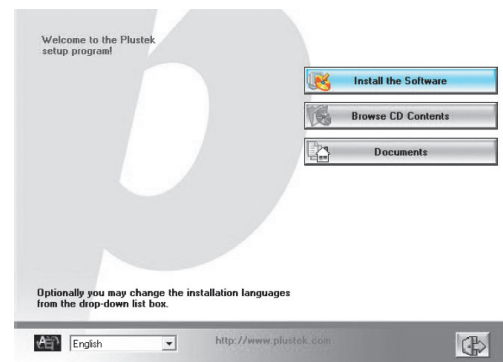 Welcome to the Plustek
setup program!
Install the Software
Browse CD Contents
Documents
Optionally you may change the installation languages
from the drop-down list box.
English
http://www.plustek.com